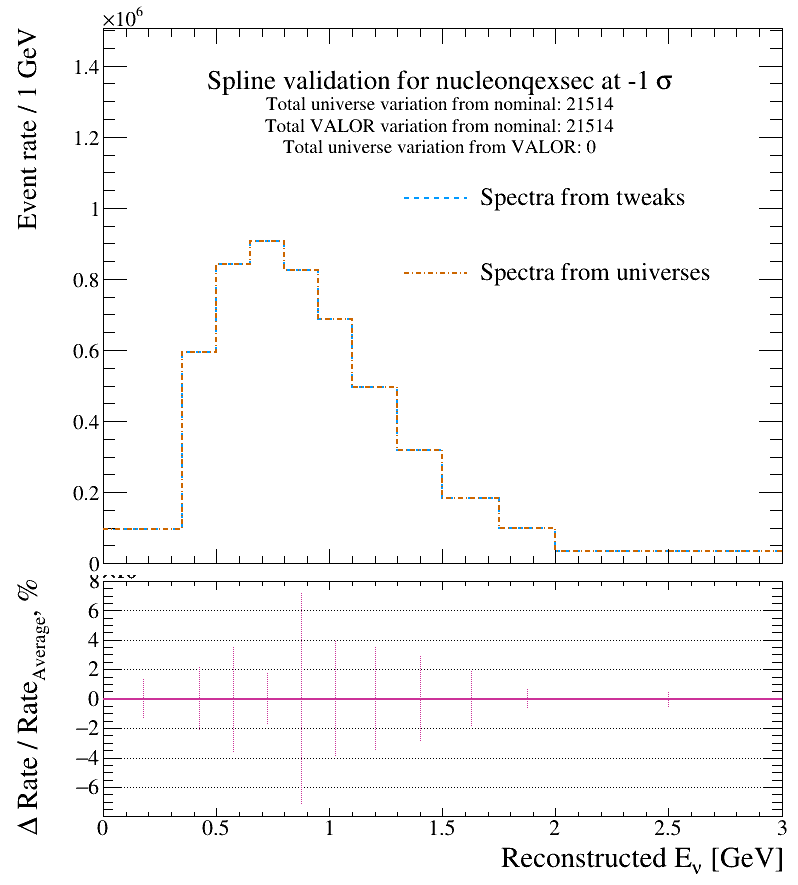 ×10⁶
Spline validation for nucleonqexsec at -1 σ
Total universe variation from nominal: 21514
Total VALOR variation from nominal: 21514
Total universe variation from VALOR: 0
Spectra from tweaks
Spectra from universes
Event rate / 1 GeV
1.4
1.2
1
0.8
0.6
0.4
0.2
0
8
6
4
2
0
−2
−4
−6
Δ Rate / Rate_Average, %
0 0.5 1 1.5 2 2.5 3
Reconstructed E_ν [GeV]